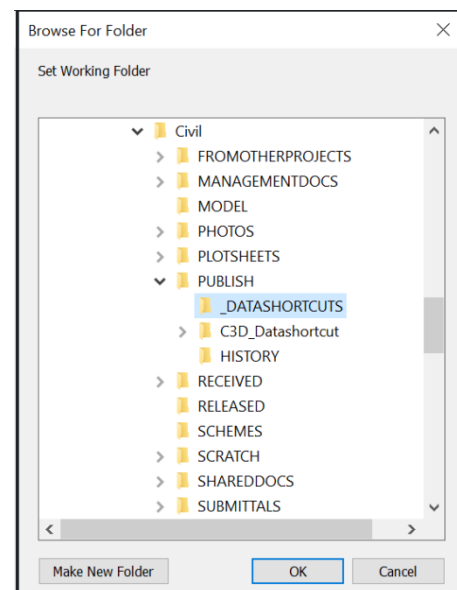 Browse For Folder
Set Working Folder
Civil
FROMOTHERPROJECTS
MANAGEMENTDOCS
MODEL
PHOTOS
PLOTSHEETS
PUBLISH
_DATASHORTCUTS
C3D_Datashortcut
HISTORY
RECEIVED
RELEASED
SCHEMES
SCRATCH
SHAREDDOCS
SUBMITTALS
Make New Folder OK Cancel